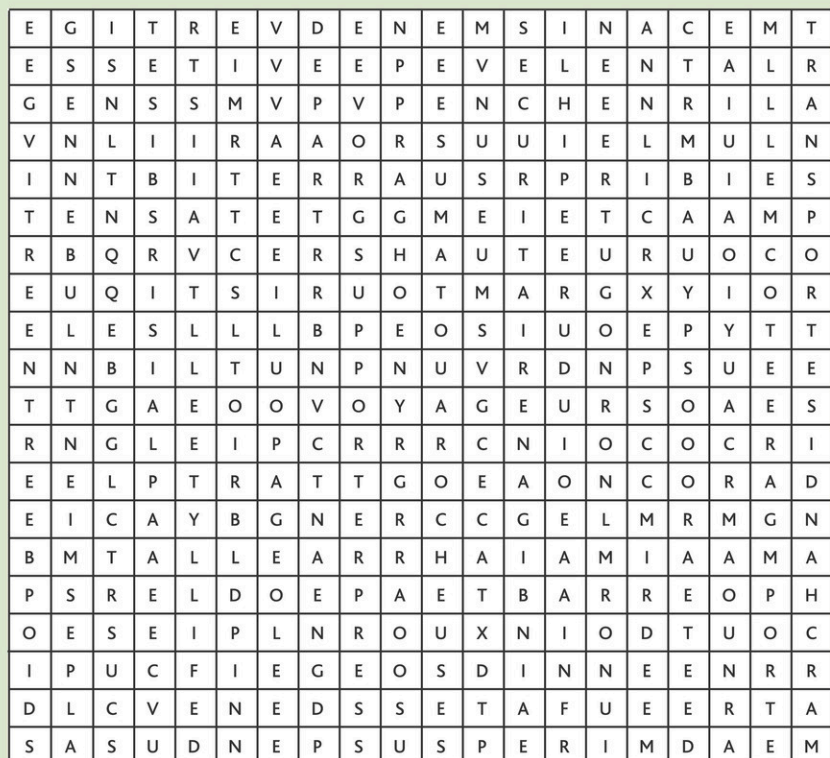 E G I T R E V D E N E M S I N A C E M T
E S S E T I V E E P E V E L E N T A L R
G E N S S M V P V P E N C H E N R I L A
V N L I I R A A O R S U U I E L M U L N
I N T B I T E R R A U S R P R I B I E S
T E N S A T E T G G M E I E T C A A M P
R B Q R V C E R S H A U T E U R U O C O
E U Q I T S I R U O T M A R G X Y I O R
E L E S L L L B P E O S I U O E P Y T T
N N B I L T U N P N U V R D N P S U E E
T T G A E O O V O Y A G E U R S O A E S
R N G L E I P C R R R C N I O C O C R I
E E L P T R A T T G O E A O N C O R A D
E I C A Y B G N E R C C G E L M R M G N
B M T A L L E A R R H A I A M I A A M A
P S R E L D O E P A E T B A R R E O P H
O E S E I P L N R O U X N I O D T U O C
I P U C F I E G E O S D I N N E E N R R
D L C V E N E D S S E T A F U E E R T A
S A S U D N E P S U S P E R I M D A E M